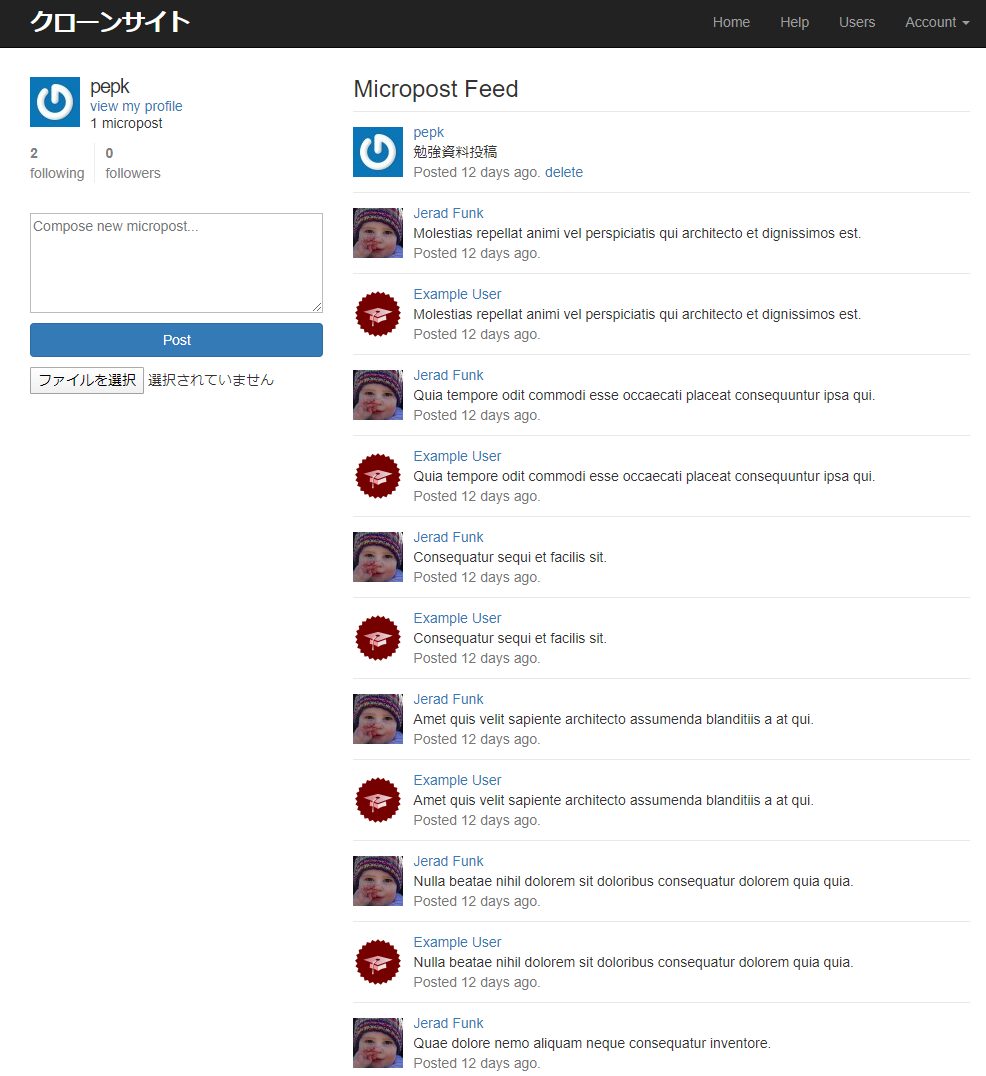 クローンサイト
Home Help Users Account
pepk
view my profile
1 micropost
2 0
following followers
Compose new micropost...
Post
ファイルを選択 選択されていません
Micropost Feed
pepk
勉強資料投稿
Posted 12 days ago. delete
Jerad Funk
Molestias repellat animi vel perspiciatis qui architecto et dignissimos est.
Posted 12 days ago.
Example User
Molestias repellat animi vel perspiciatis qui architecto et dignissimos est.
Posted 12 days ago.
Jerad Funk
Quia tempore odit commodi esse occaecati placeat consequuntur ipsa qui.
Posted 12 days ago.
Example User
Quia tempore odit commodi esse occaecati placeat consequuntur ipsa qui.
Posted 12 days ago.
Jerad Funk
Consequatur sequi et facilis sit.
Posted 12 days ago.
Example User
Consequatur sequi et facilis sit.
Posted 12 days ago.
Jerad Funk
Amet quis velit sapiente architecto assumenda blanditiis a at qui.
Posted 12 days ago.
Example User
Amet quis velit sapiente architecto assumenda blanditiis a at qui.
Posted 12 days ago.
Jerad Funk
Nulla beatae nihil dolorem sit doloribus consequatur dolorem quia quia.
Posted 12 days ago.
Example User
Nulla beatae nihil dolorem sit doloribus consequatur dolorem quia quia.
Posted 12 days ago.
Jerad Funk
Quae dolore nemo aliquam neque consequatur inventore.
Posted 12 days ago.